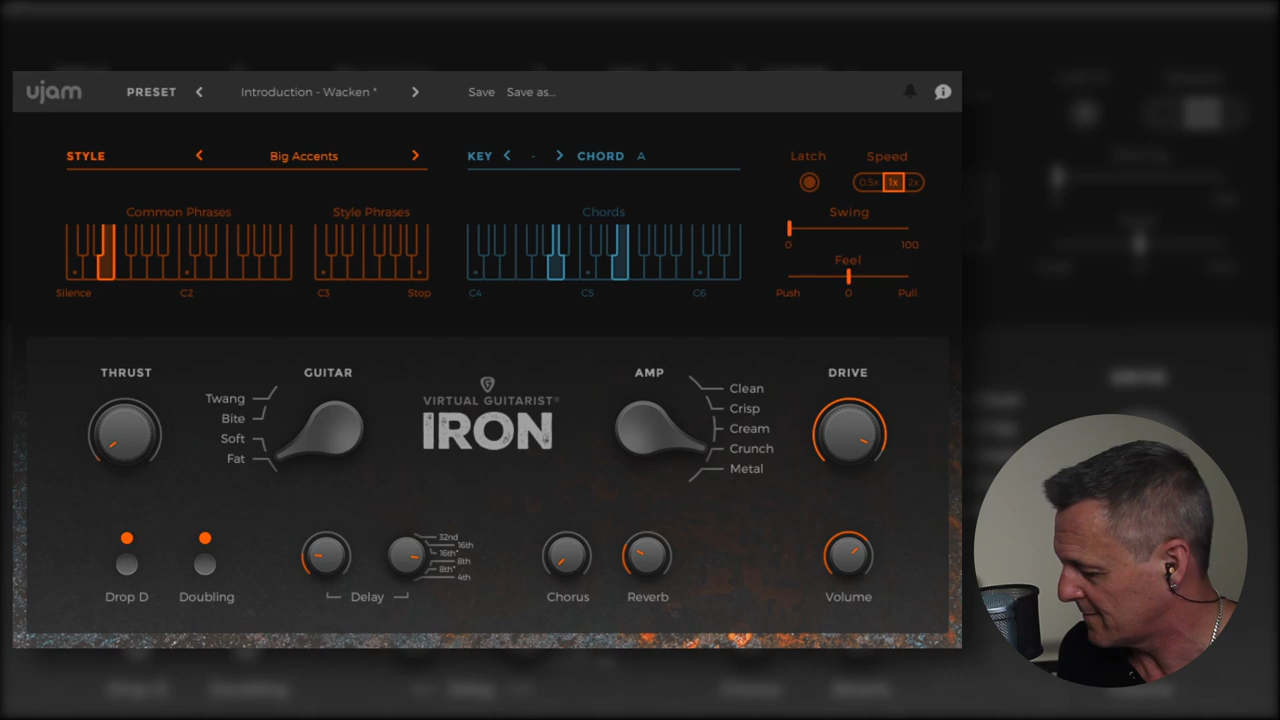 ujam PRESET Introduction - Wacken * Save Save as...
STYLE Big Accents KEY - CHORD A
Latch Speed
0.5x 1x 2x
Common Phrases Style Phrases Chords Swing
0 100
Feel
Silence C2 C3 Stop C4 C5 C6 Push 0 Pull
THRUST GUITAR AMP DRIVE
Twang
Bite
Soft
Fat
VIRTUAL GUITARIST®
IRON
Clean
Crisp
Cream
Crunch
Metal
32nd
16th
16th*
8th
8th*
4th
Drop D Doubling Delay Chorus Reverb Volume